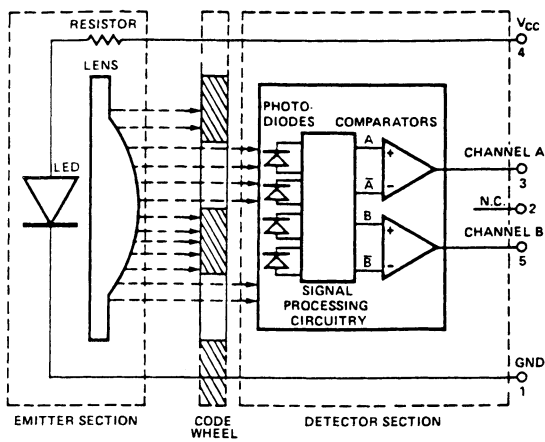 RESISTOR
VCC
4
LENS
LED
PHOTO-
DIODES
COMPARATORS
A
+
CHANNEL A
3
A̅
−
N.C.
2
B
+
CHANNEL B
5
B̅
−
SIGNAL
PROCESSING
CIRCUITRY
GND
1
EMITTER SECTION
CODE
WHEEL
DETECTOR SECTION